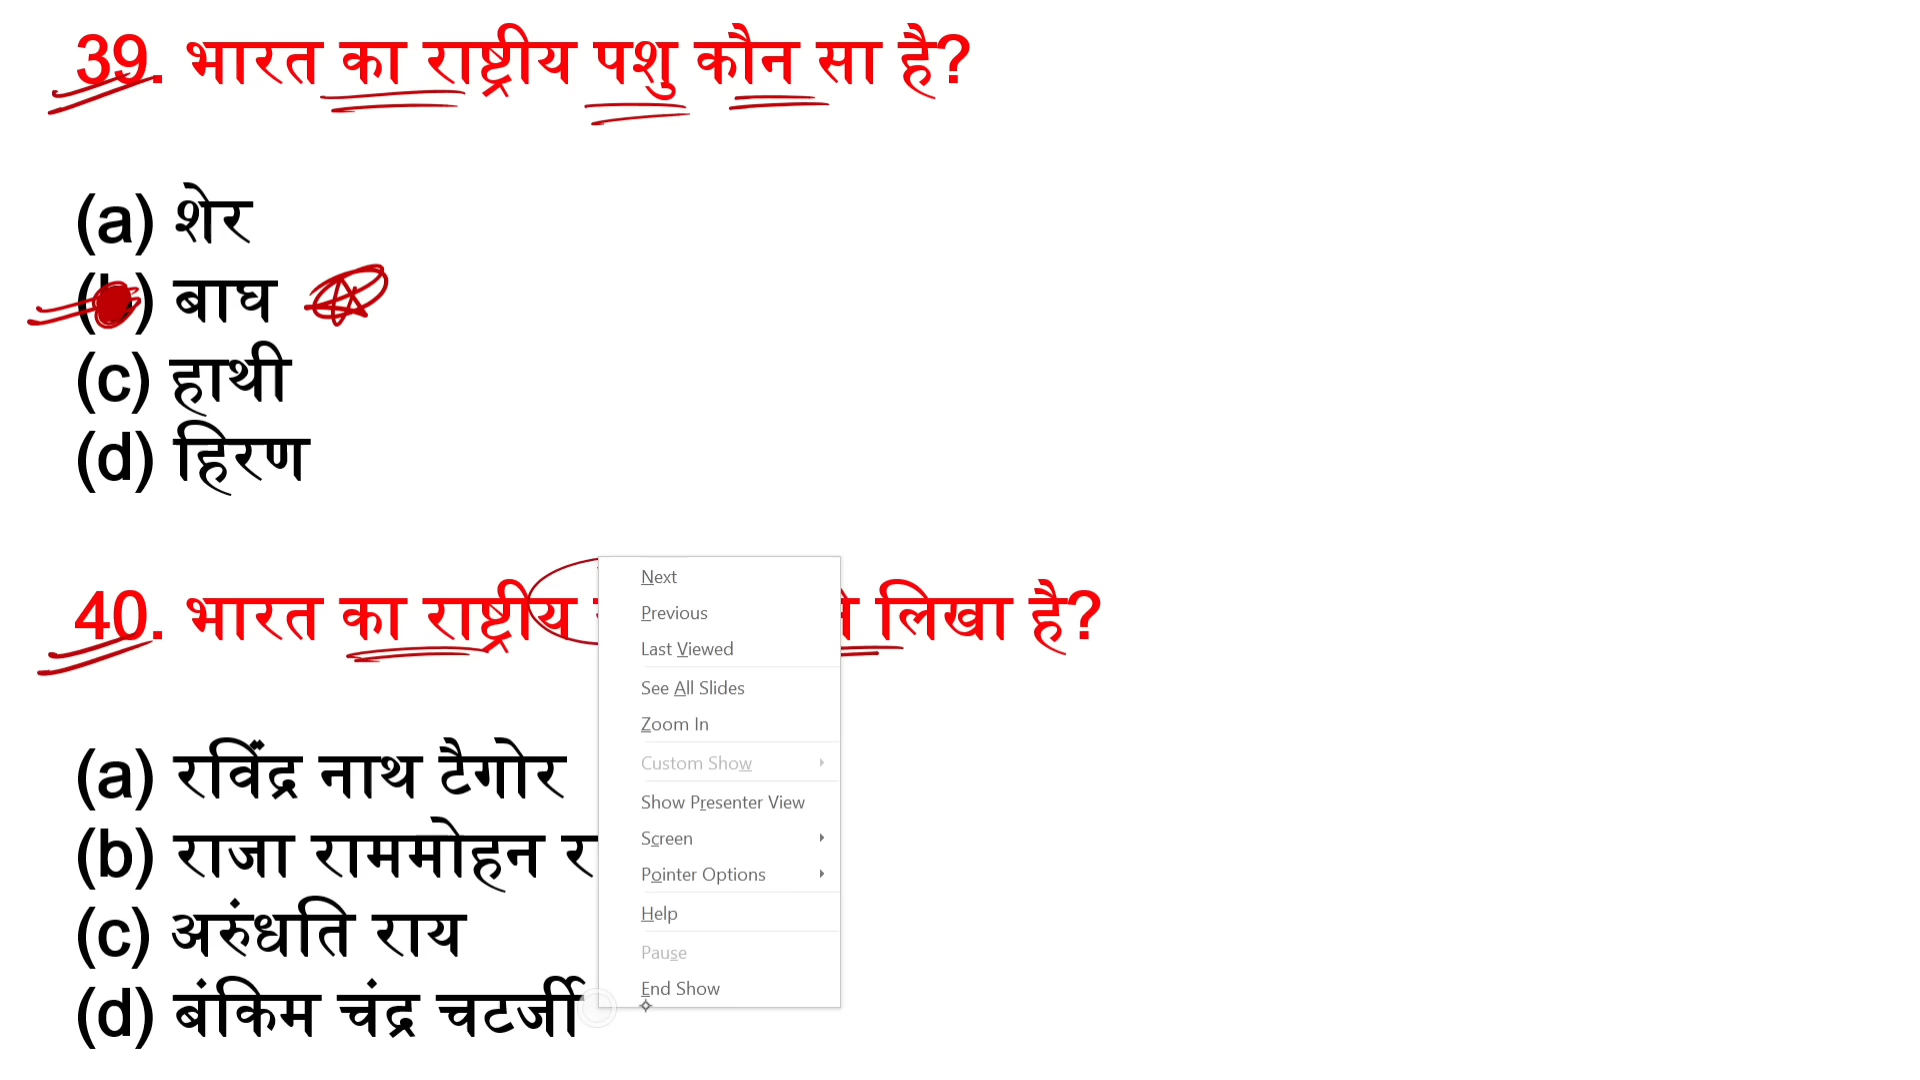 39. भारत का राष्ट्रीय पशु कौन सा है?
(a) शेर
(b) बाघ
(c) हाथी
(d) हिरण
40. भारत का राष्ट्रीय लिखा है?
(a) रविंद्र नाथ टैगोर
(b) राजा राममोहन
(c) अरुंधति राय
(d) बंकिम चंद्र चटर्जी
Next
Previous
Last Viewed
See All Slides
Zoom In
Custom Show
Show Presenter View
Screen
Pointer Options
Help
Pause
End Show